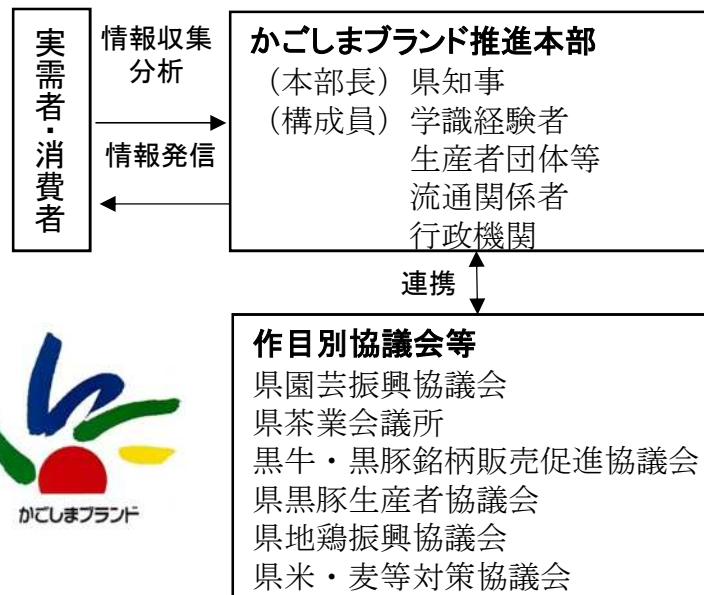 実需者・消費者
情報収集
分析
情報発信
かごしまブランド推進本部
（本部長）県知事
（構成員）学識経験者
生産者団体等
流通関係者
行政機関
連携
作目別協議会等
県園芸振興協議会
県茶業会議所
黒牛・黒豚銘柄販売促進協議会
県黒豚生産者協議会
県地鶏振興協議会
県米・麦等対策協議会
かごしまブランド